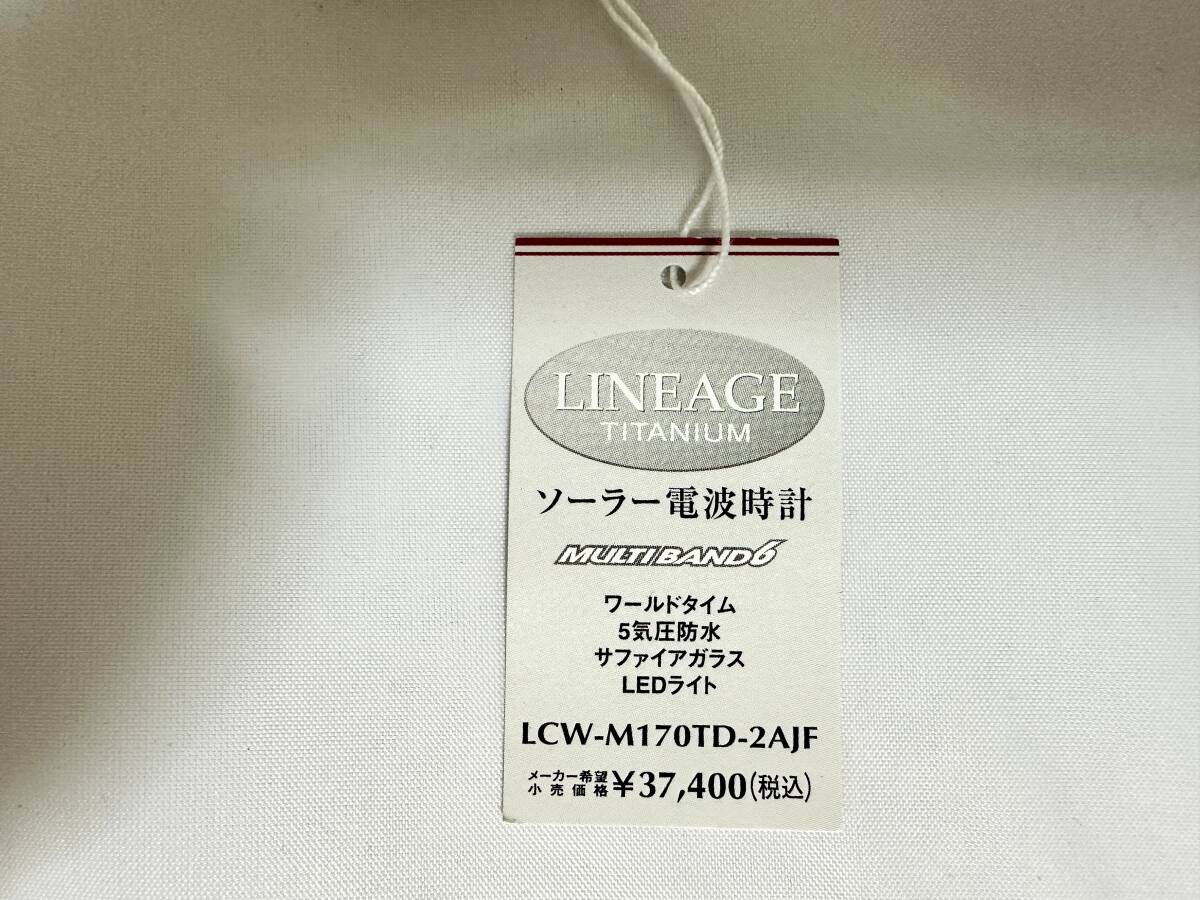 LINEAGE
TITANIUM
ソーラー電波時計
MULTI BAND 6
ワールドタイム
5気圧防水
サファイアガラス
LEDライト
LCW-M170TD-2AJF
メーカー希望
小売価格 ¥37,400(税込)